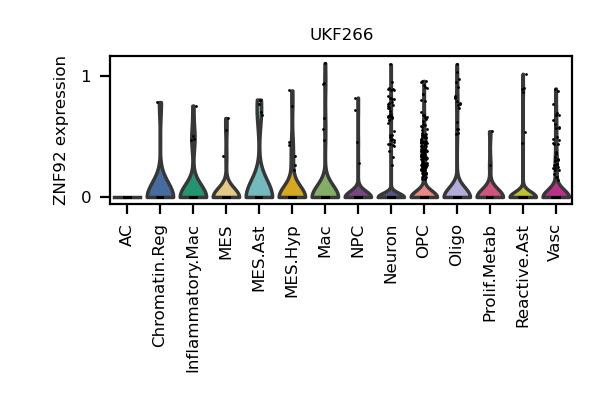 UKF266
ZNF92 expression
1
0
AC
Chromatin.Reg
Inflammatory.Mac
MES
MES.Ast
MES.Hyp
Mac
NPC
Neuron
OPC
Oligo
Prolif.Metab
Reactive.Ast
Vasc